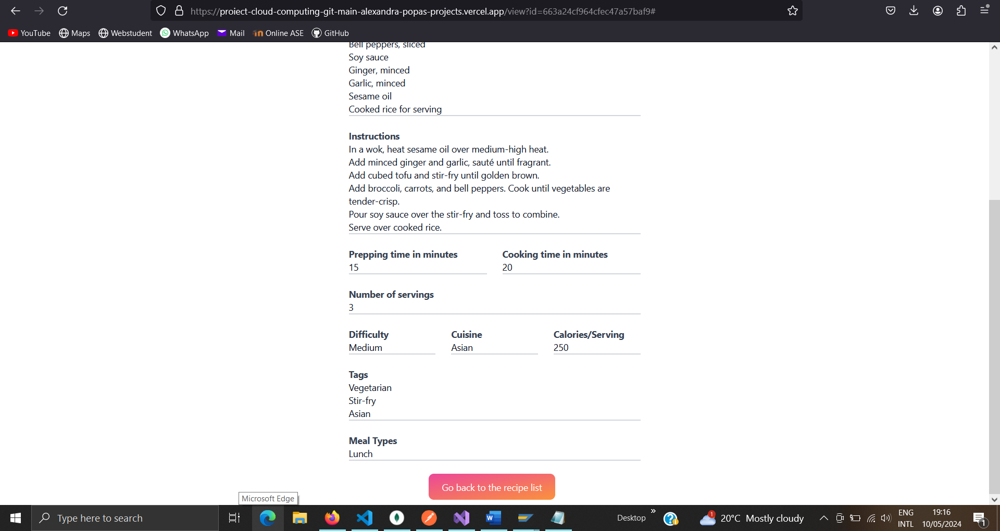 https://proiect-cloud-computing-git-main-alexandra-popas-projects.vercel.app/view?id=663a24cf964cfec47a57baf9#
YouTube Maps Webstudent WhatsApp Mail Online ASE GitHub
Bell peppers, sliced
Soy sauce
Ginger, minced
Garlic, minced
Sesame oil
Cooked rice for serving
Instructions
In a wok, heat sesame oil over medium-high heat.
Add minced ginger and garlic, sauté until fragrant.
Add cubed tofu and stir-fry until golden brown.
Add broccoli, carrots, and bell peppers. Cook until vegetables are
tender-crisp.
Pour soy sauce over the stir-fry and toss to combine.
Serve over cooked rice.
Prepping time in minutes Cooking time in minutes
15 20
Number of servings
3
Difficulty Cuisine Calories/Serving
Medium Asian 250
Tags
Vegetarian
Stir-fry
Asian
Meal Types
Lunch
Go back to the recipe list
Microsoft Edge
Type here to search Desktop » 1 20°C Mostly cloudy ENG 19:16
INTL 10/05/2024 1